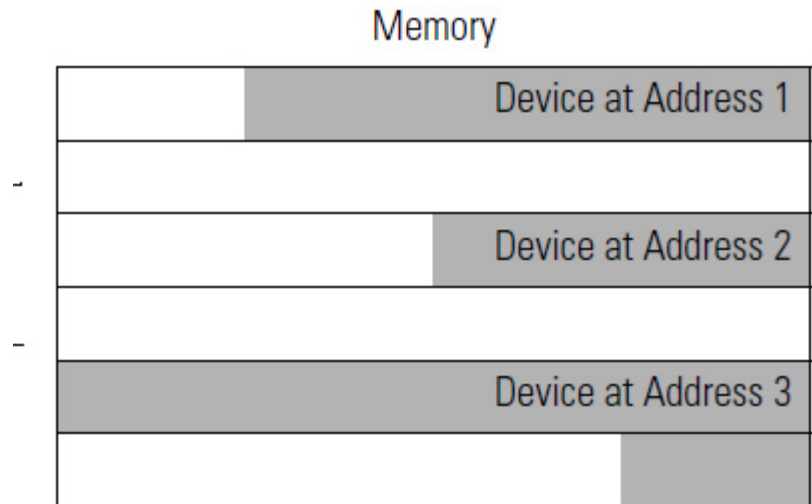 Memory
Device at Address 1
Device at Address 2
Device at Address 3